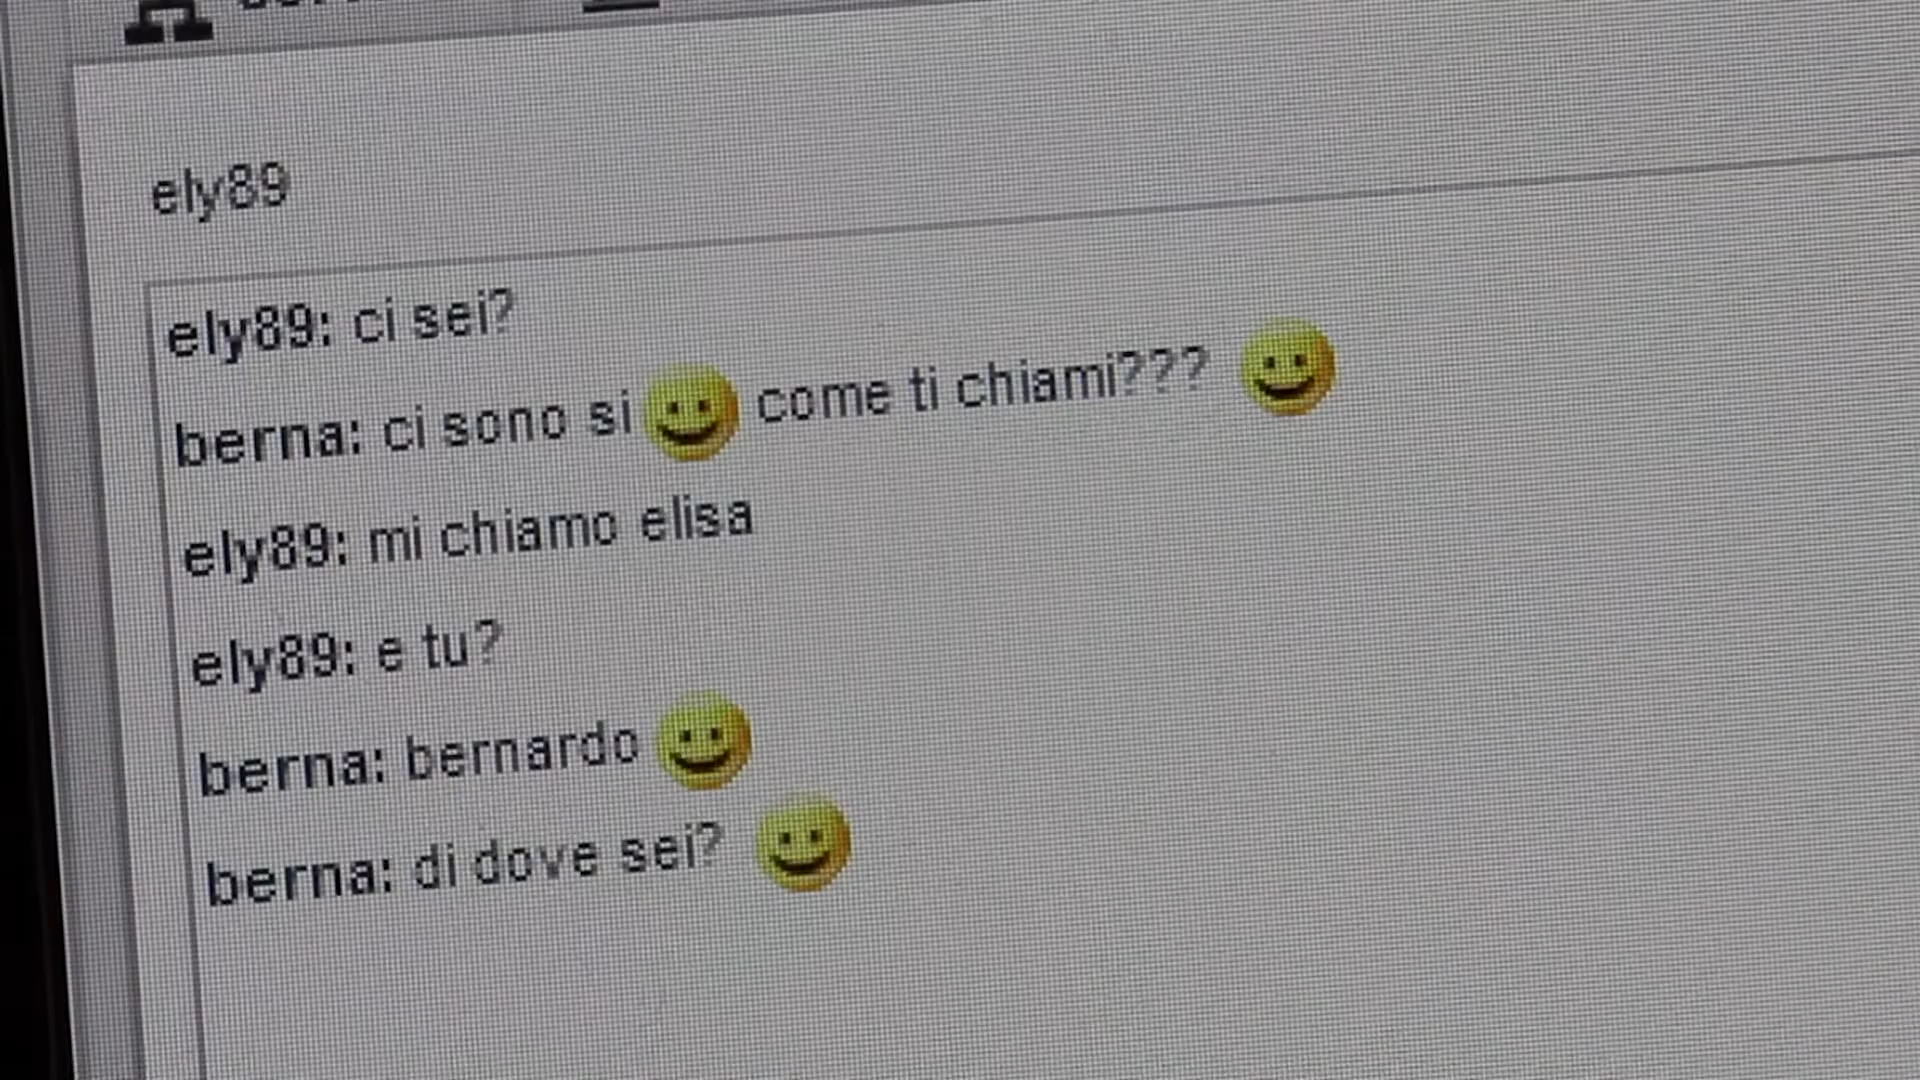 ely89
ely89: ci sei?
berna: ci sono si 😀 come ti chiami??? 😀
ely89: mi chiamo elisa
ely89: e tu?
berna: bernardo 😀
berna: di dove sei? 😀